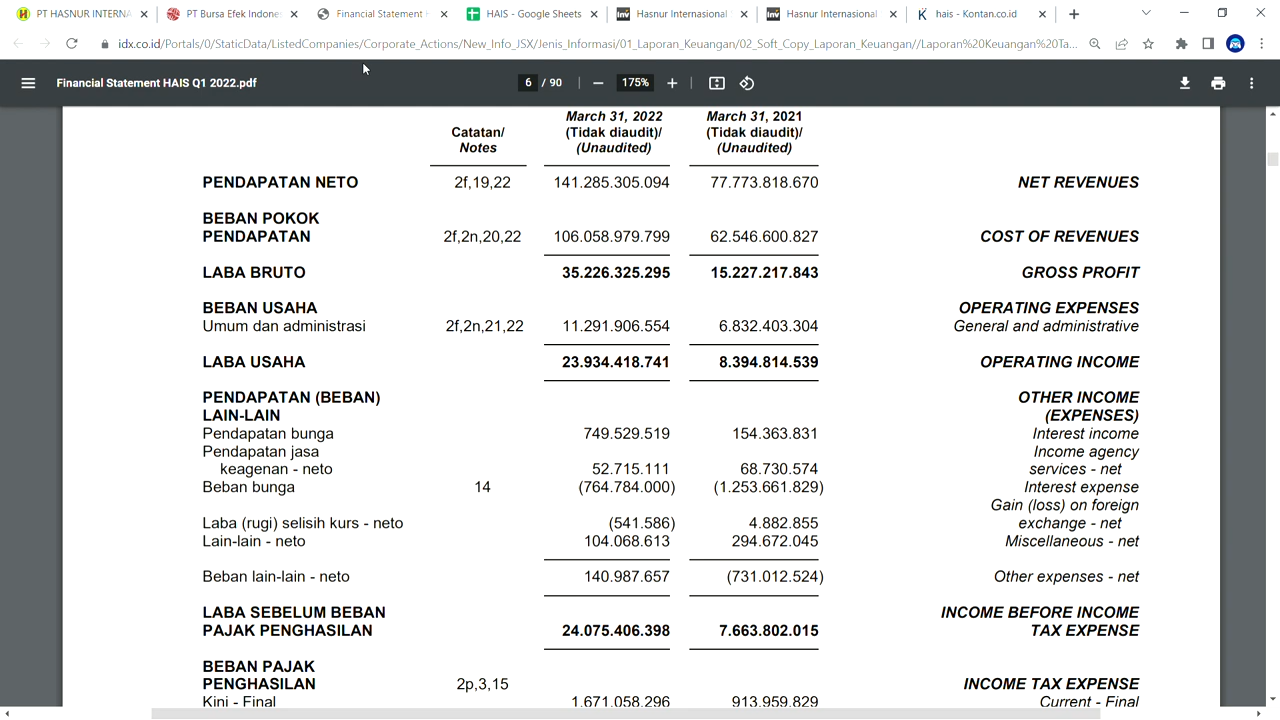 PT HASNUR INTERNA
PT Bursa Efek Indones
Financial Statement H
HAIS - Google Sheets
Hasnur Internasional
Hasnur Internasional
hais - Kontan.co.id
idx.co.id/Portals/0/StaticData/ListedCompanies/Corporate_Actions/New_Info_JSX/Jenis_Informasi/01_Laporan_Keuangan/02_Soft_Copy_Laporan_Keuangan//Laporan%20Keuangan%20Ta...
Financial Statement HAIS Q1 2022.pdf 6 / 90 175%
March 31, 2022 March 31, 2021
Catatan/ (Tidak diaudit)/ (Tidak diaudit)/
Notes (Unaudited) (Unaudited)
PENDAPATAN NETO 2f,19,22 141.285.305.094 77.773.818.670 NET REVENUES
BEBAN POKOK
PENDAPATAN 2f,2n,20,22 106.058.979.799 62.546.600.827 COST OF REVENUES
LABA BRUTO 35.226.325.295 15.227.217.843 GROSS PROFIT
BEBAN USAHA OPERATING EXPENSES
Umum dan administrasi 2f,2n,21,22 11.291.906.554 6.832.403.304 General and administrative
LABA USAHA 23.934.418.741 8.394.814.539 OPERATING INCOME
PENDAPATAN (BEBAN) OTHER INCOME
LAIN-LAIN (EXPENSES)
Pendapatan bunga 749.529.519 154.363.831 Interest income
Pendapatan jasa Income agency
keagenan - neto 52.715.111 68.730.574 services - net
Beban bunga 14 (764.784.000) (1.253.661.829) Interest expense
Gain (loss) on foreign
Laba (rugi) selisih kurs - neto (541.586) 4.882.855 exchange - net
Lain-lain - neto 104.068.613 294.672.045 Miscellaneous - net
Beban lain-lain - neto 140.987.657 (731.012.524) Other expenses - net
LABA SEBELUM BEBAN INCOME BEFORE INCOME
PAJAK PENGHASILAN 24.075.406.398 7.663.802.015 TAX EXPENSE
BEBAN PAJAK
PENGHASILAN 2p,3,15 INCOME TAX EXPENSE
Kini - Final 1.671.058.296 913.959.829 Current - Final